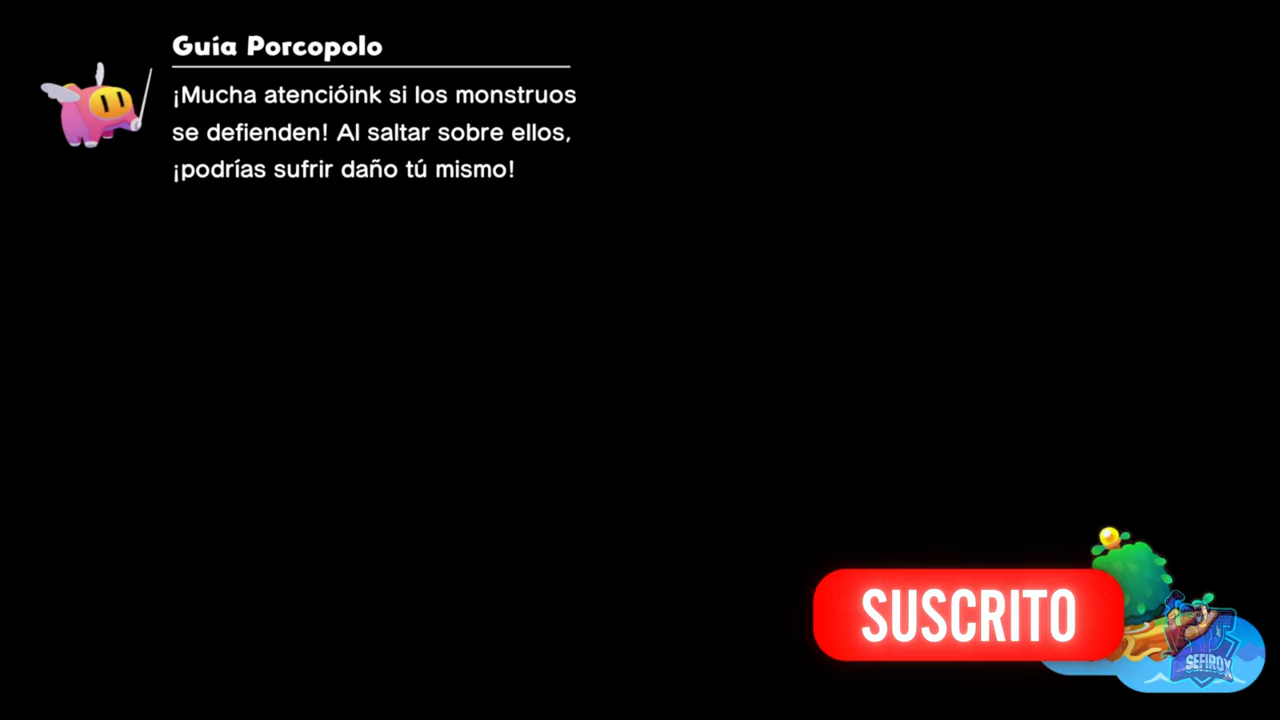 Guía Porcopolo
¡Mucha atencióink si los monstruos
se defienden! Al saltar sobre ellos,
¡podrías sufrir daño tú mismo!
SUSCRITO
SEFIROX